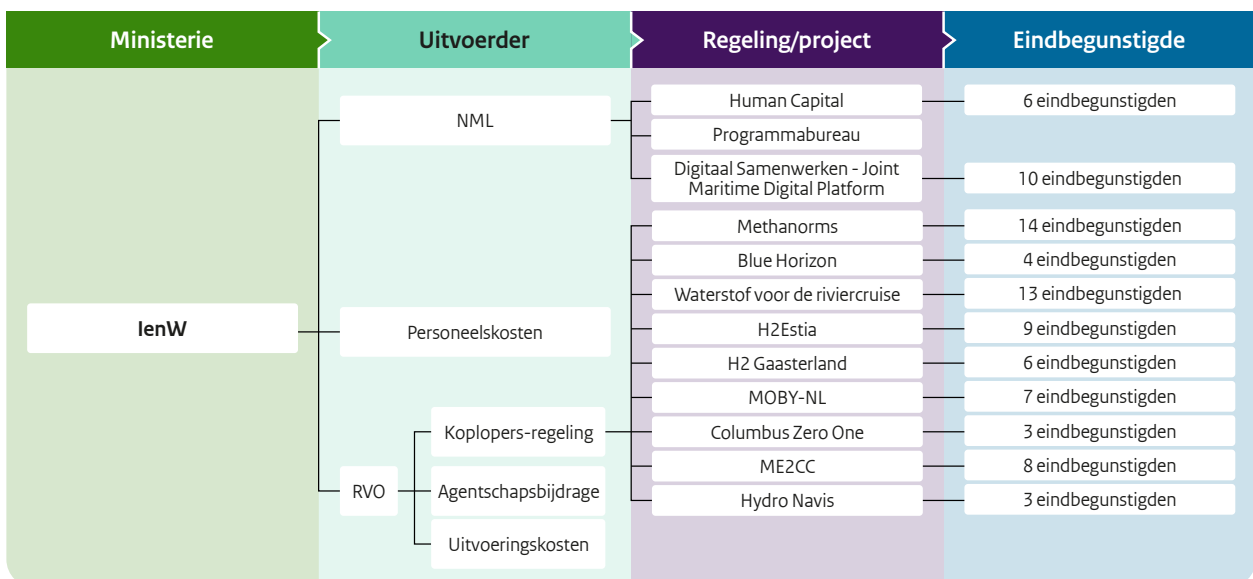 Ministerie
Uitvoerder
Regeling/project
Eindbegunstigde
IenW
NML
Personeelskosten
RVO
Koplopers-regeling
Agentschapsbijdrage
Uitvoeringskosten
Human Capital
6 eindbegunstigden
Programmabureau
Digitaal Samenwerken - Joint
Maritime Digital Platform
10 eindbegunstigden
Methanorms
14 eindbegunstigden
Blue Horizon
4 eindbegunstigden
Waterstof voor de riviercruise
13 eindbegunstigden
H2Estia
9 eindbegunstigden
H2 Gaasterland
6 eindbegunstigden
MOBY-NL
7 eindbegunstigden
Columbus Zero One
3 eindbegunstigden
ME2CC
8 eindbegunstigden
Hydro Navis
3 eindbegunstigden